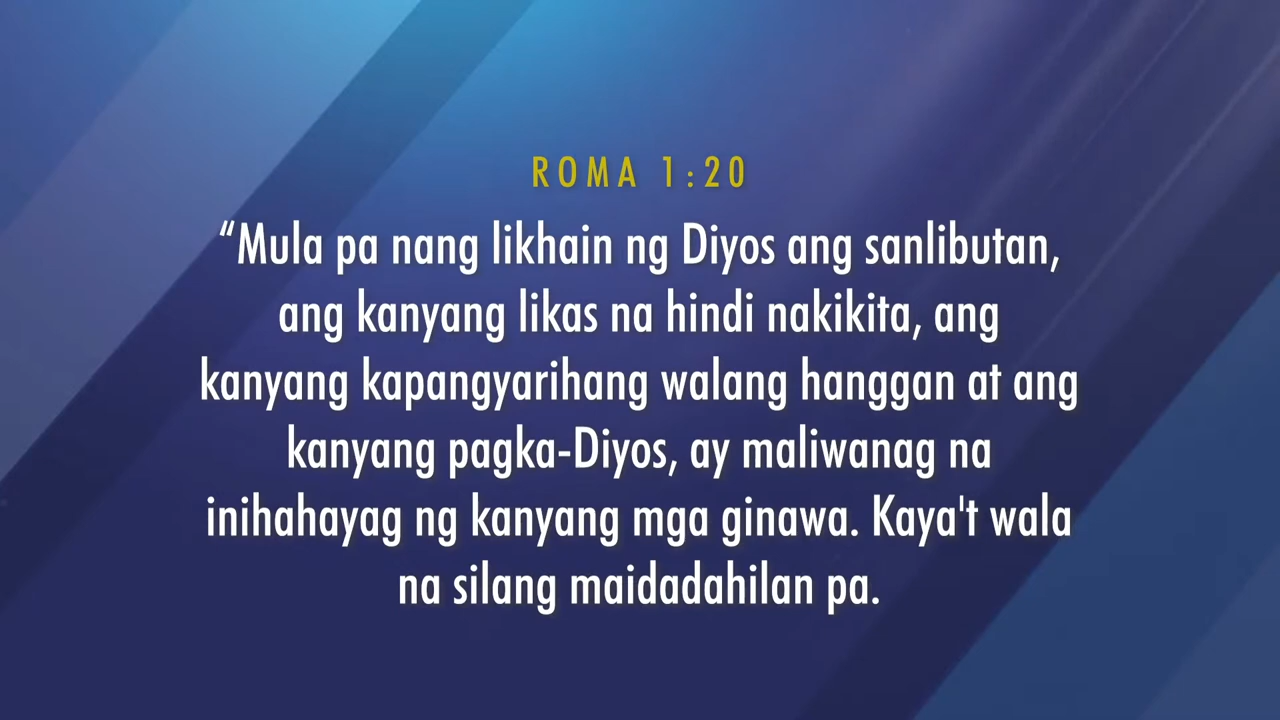 ROMA 1:20
“Mula pa nang likhain ng Diyos ang sanlibutan,
ang kanyang likas na hindi nakikita, ang
kanyang kapangyarihang walang hanggan at ang
kanyang pagka-Diyos, ay maliwanag na
inihahayag ng kanyang mga ginawa. Kaya't wala
na silang maidadahilan pa.